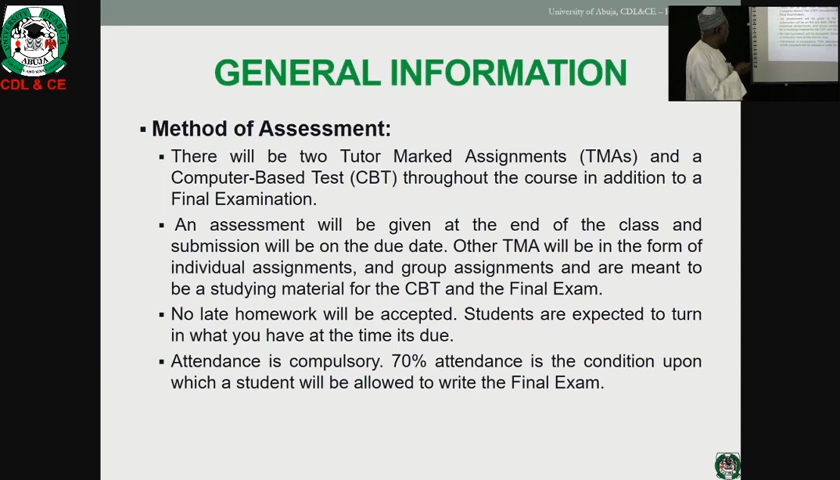 University of Abuja, CDL&CE –
UNIVERSITY OF ABUJA
ABUJA
CDL & CE
GENERAL INFORMATION
▪ Method of Assessment:
▪ There will be two Tutor Marked Assignments (TMAs) and a
Computer-Based Test (CBT) throughout the course in addition to a
Final Examination.
▪ An assessment will be given at the end of the class and
submission will be on the due date. Other TMA will be in the form of
individual assignments, and group assignments and are meant to
be a studying material for the CBT and the Final Exam.
▪ No late homework will be accepted. Students are expected to turn
in what you have at the time its due.
▪ Attendance is compulsory. 70% attendance is the condition upon
which a student will be allowed to write the Final Exam.